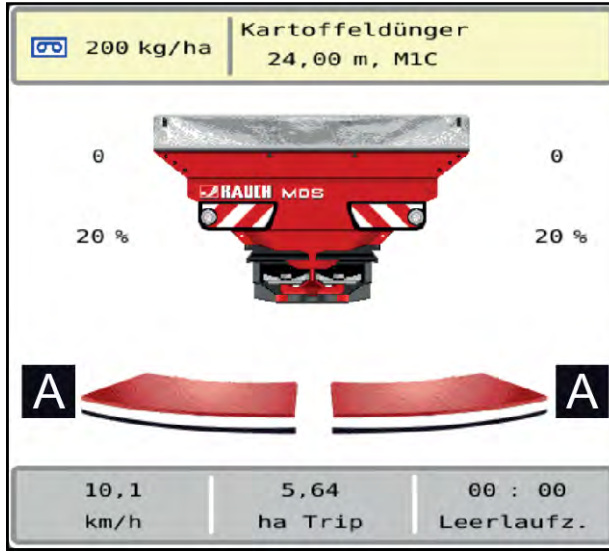 200 kg/ha
Kartoffeldünger
24,00 m, M1C
0
0
RAUCH MDS
20 %
20 %
A
A
10,1
5,64
00 : 00
km/h
ha Trip
Leerlaufz.